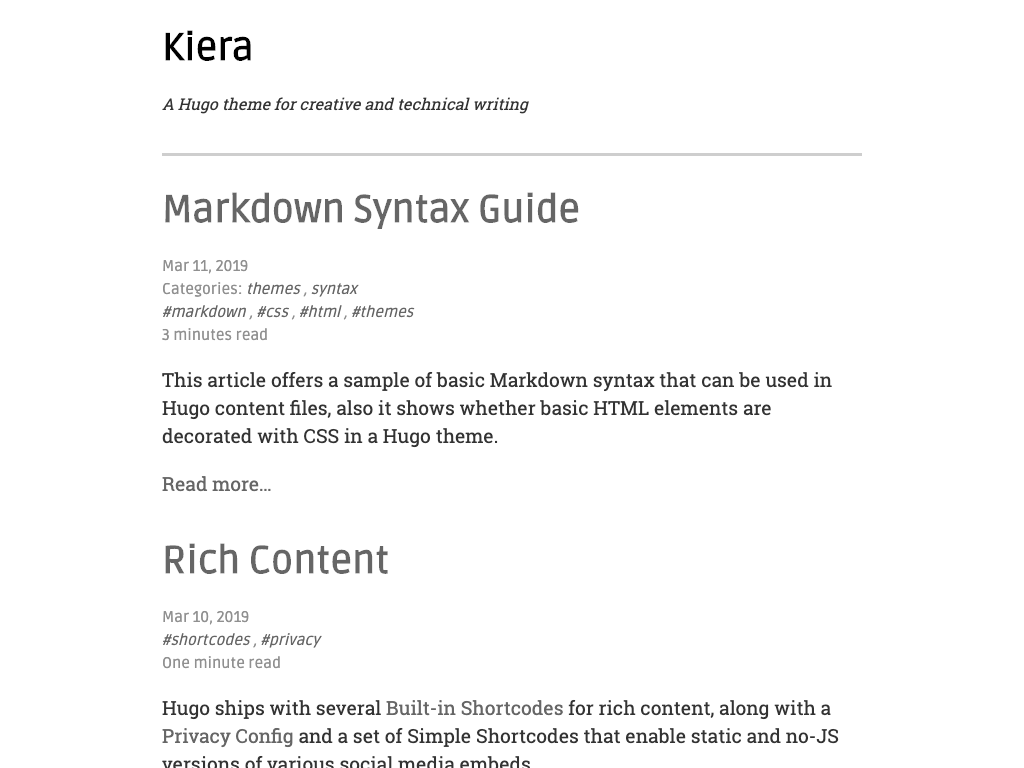 Kiera
A Hugo theme for creative and technical writing
Markdown Syntax Guide
Mar 11, 2019
Categories: themes , syntax
#markdown , #css , #html , #themes
3 minutes read
This article offers a sample of basic Markdown syntax that can be used in
Hugo content files, also it shows whether basic HTML elements are
decorated with CSS in a Hugo theme.
Read more...
Rich Content
Mar 10, 2019
#shortcodes , #privacy
One minute read
Hugo ships with several Built-in Shortcodes for rich content, along with a
Privacy Config and a set of Simple Shortcodes that enable static and no-JS
versions of various social media embeds.